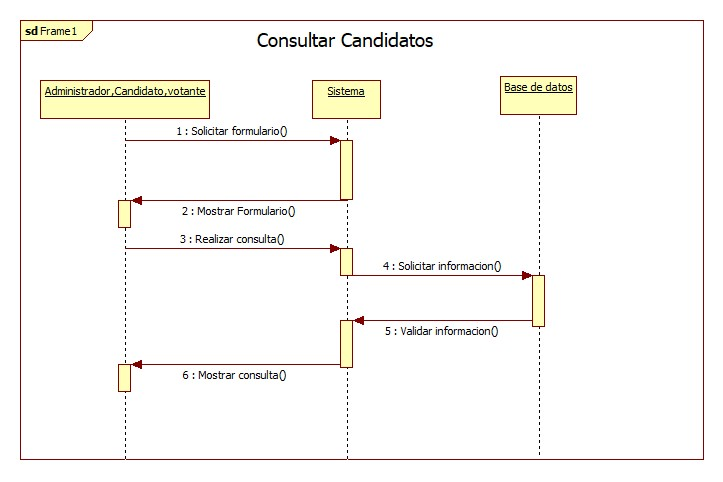 sd Frame1
Consultar Candidatos
Administrador,Candidato,votante
Sistema
Base de datos
1 : Solicitar formulario()
2 : Mostrar Formulario()
3 : Realizar consulta()
4 : Solicitar informacion()
5 : Validar informacion()
6 : Mostrar consulta()